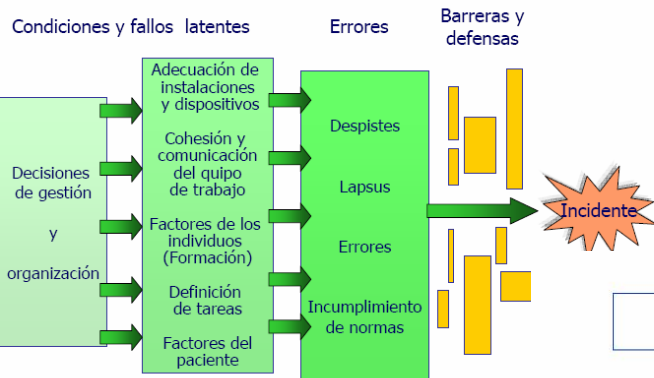 Condiciones y fallos latentes
Errores
Barreras y
defensas
Decisiones
de gestión
y
organización
Adecuación de
instalaciones
y dispositivos
Cohesión y
comunicación
del quipo
de trabajo
Factores de los
individuos
(Formación)
Definición
de tareas
Factores del
paciente
Despistes
Lapsus
Errores
Incumplimiento
de normas
Incidente